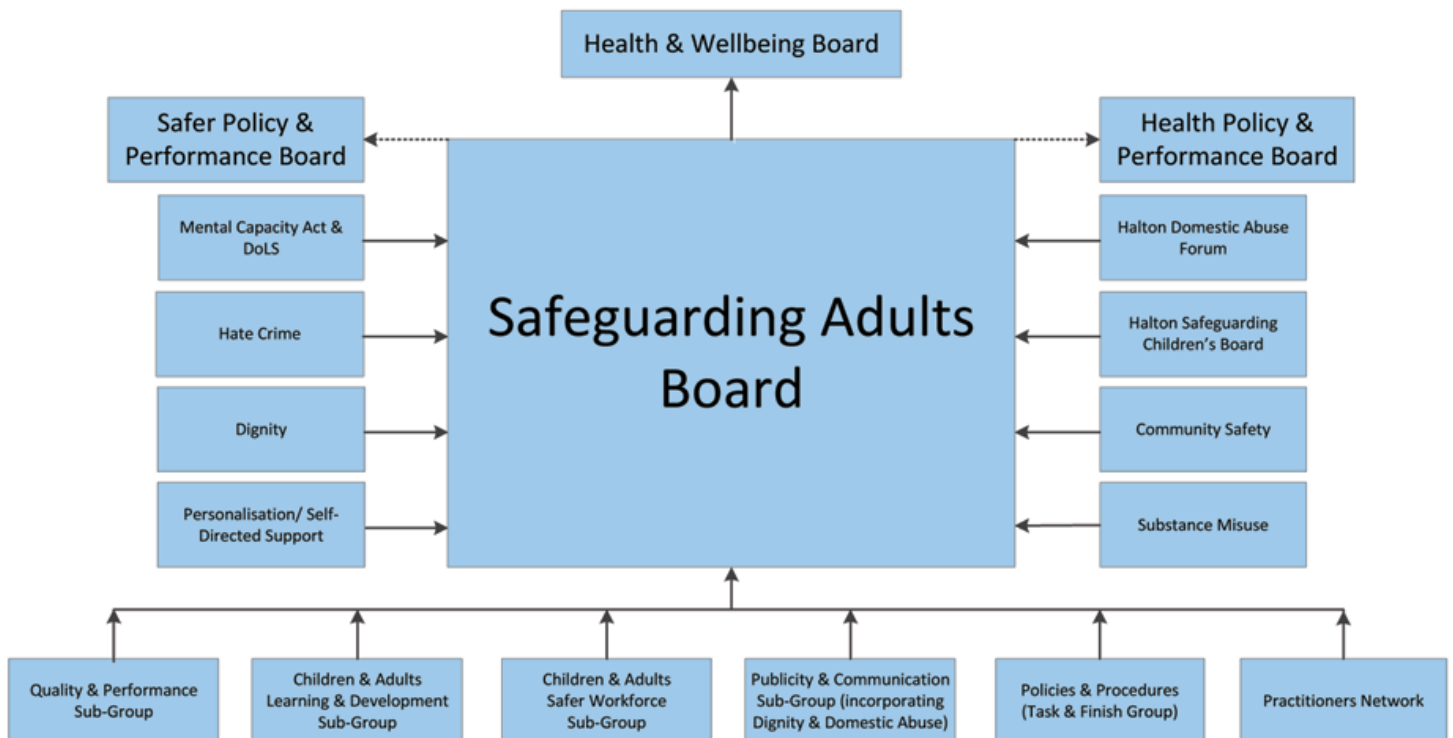 Health & Wellbeing Board
Safer Policy &
Performance Board
Health Policy &
Performance Board
Mental Capacity Act &
DoLS
Hate Crime
Dignity
Personalisation/ Self-
Directed Support
Safeguarding Adults
Board
Halton Domestic Abuse
Forum
Halton Safeguarding
Children’s Board
Community Safety
Substance Misuse
Quality & Performance
Sub-Group
Children & Adults
Learning & Development
Sub-Group
Children & Adults
Safer Workforce
Sub-Group
Publicity & Communication
Sub-Group (incorporating
Dignity & Domestic Abuse)
Policies & Procedures
(Task & Finish Group)
Practitioners Network